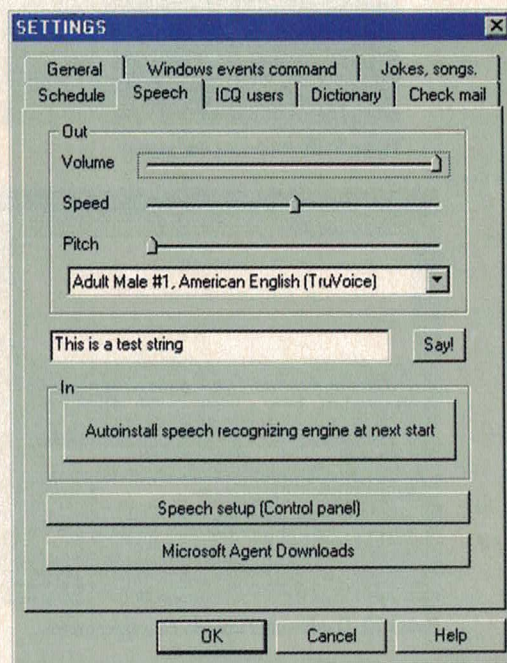 SETTINGS
General
Windows events command
Jokes, songs.
Schedule
Speech
ICQ users
Dictionary
Check mail
Out
Volume
Speed
Pitch
Adult Male #1, American English (TruVoice)
This is a test string
Say!
In
Autoinstall speech recognizing engine at next start
Speech setup (Control panel)
Microsoft Agent Downloads
OK
Cancel
Help